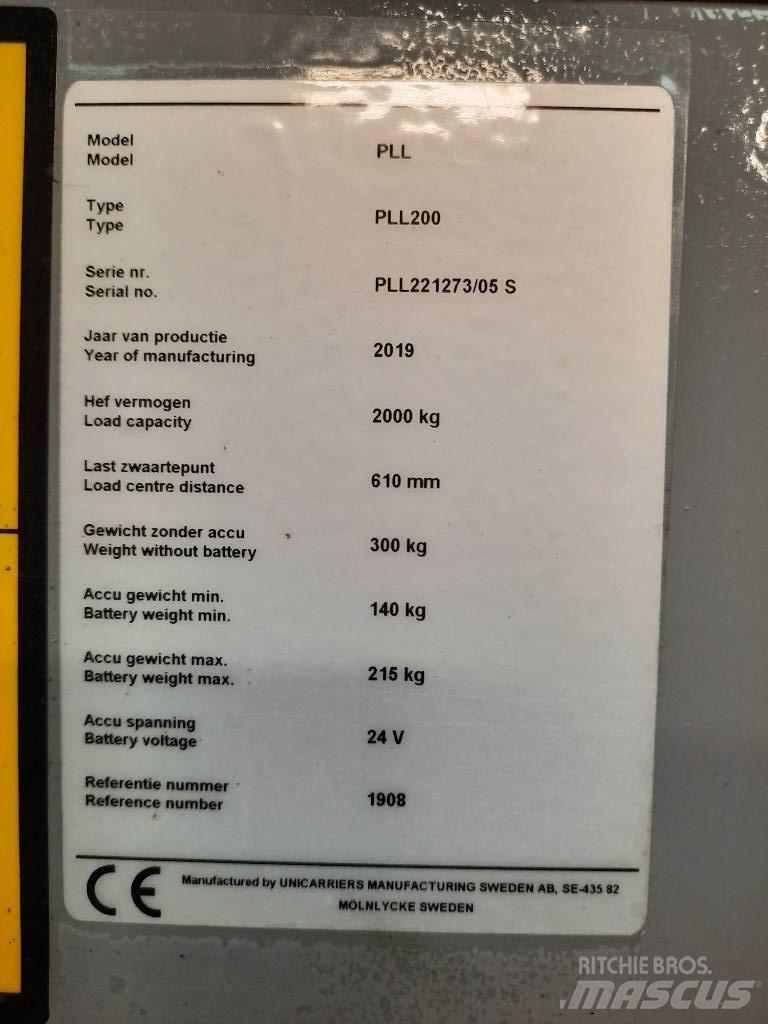 Model
Model
PLL
Type
Type
PLL200
Serie nr.
Serial no.
PLL221273/05 S
Jaar van productie
Year of manufacturing
2019
Hef vermogen
Load capacity
2000 kg
Last zwaartepunt
Load centre distance
610 mm
Gewicht zonder accu
Weight without battery
300 kg
Accu gewicht min.
Battery weight min.
140 kg
Accu gewicht max.
Battery weight max.
215 kg
Accu spanning
Battery voltage
24 V
Referentie nummer
Reference number
1908
CE
Manufactured by UNICARRIERS MANUFACTURING SWEDEN AB, SE-435 82
MOLNLYCKE SWEDEN
RITCHIE BROS.
MASCUS